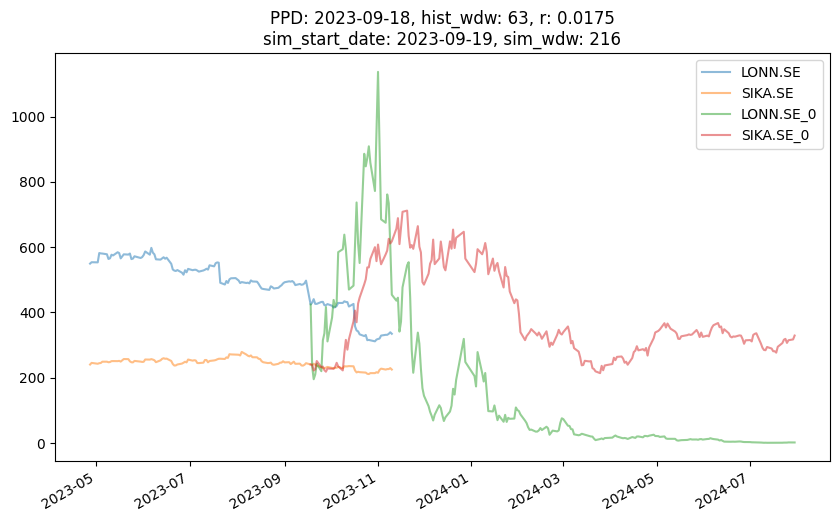 PPD: 2023-09-18, hist_wdw: 63, r: 0.0175
sim_start_date: 2023-09-19, sim_wdw: 216
LONN.SE
SIKA.SE
LONN.SE_0
SIKA.SE_0
1000
800
600
400
200
0
2023-05
2023-07
2023-09
2023-11
2024-01
2024-03
2024-05
2024-07